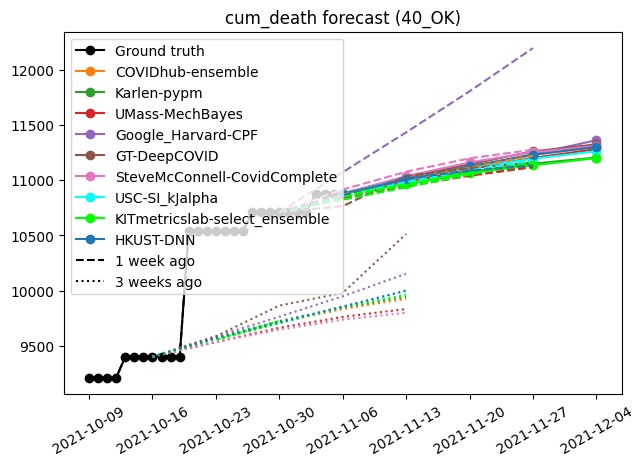 cum_death forecast (40_OK)
12000
11500
11000
10500
10000
9500
Ground truth
COVIDhub-ensemble
Karlen-pypm
UMass-MechBayes
Google_Harvard-CPF
GT-DeepCOVID
SteveMcConnell-CovidComplete
USC-SI_kJalpha
KITmetricslab-select_ensemble
HKUST-DNN
1 week ago
3 weeks ago
2021-10-09
2021-10-16
2021-10-23
2021-10-30
2021-11-06
2021-11-13
2021-11-20
2021-11-27
2021-12-04